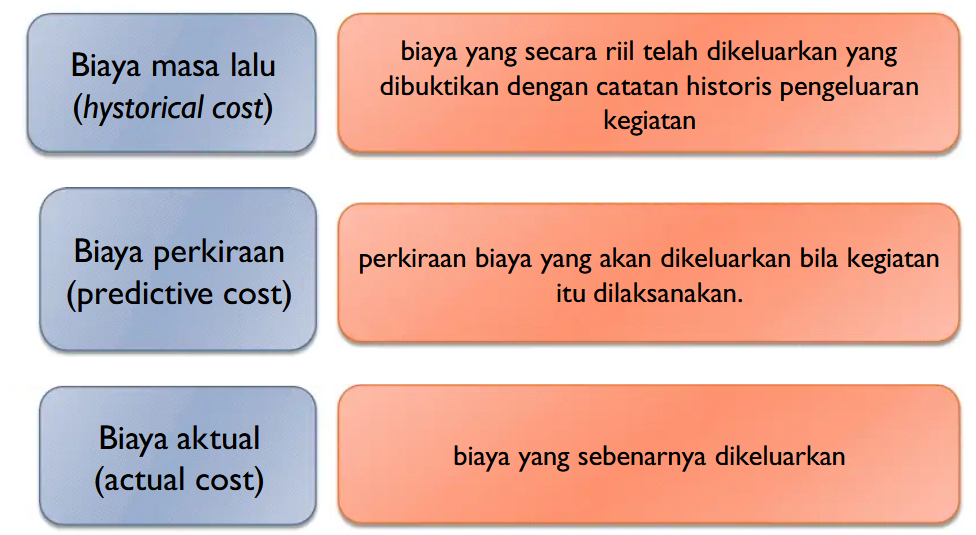 Biaya masa lalu
(hystorical cost)
biaya yang secara riil telah dikeluarkan yang
dibuktikan dengan catatan historis pengeluaran
kegiatan
Biaya perkiraan
(predictive cost)
perkiraan biaya yang akan dikeluarkan bila kegiatan
itu dilaksanakan.
Biaya aktual
(actual cost)
biaya yang sebenarnya dikeluarkan